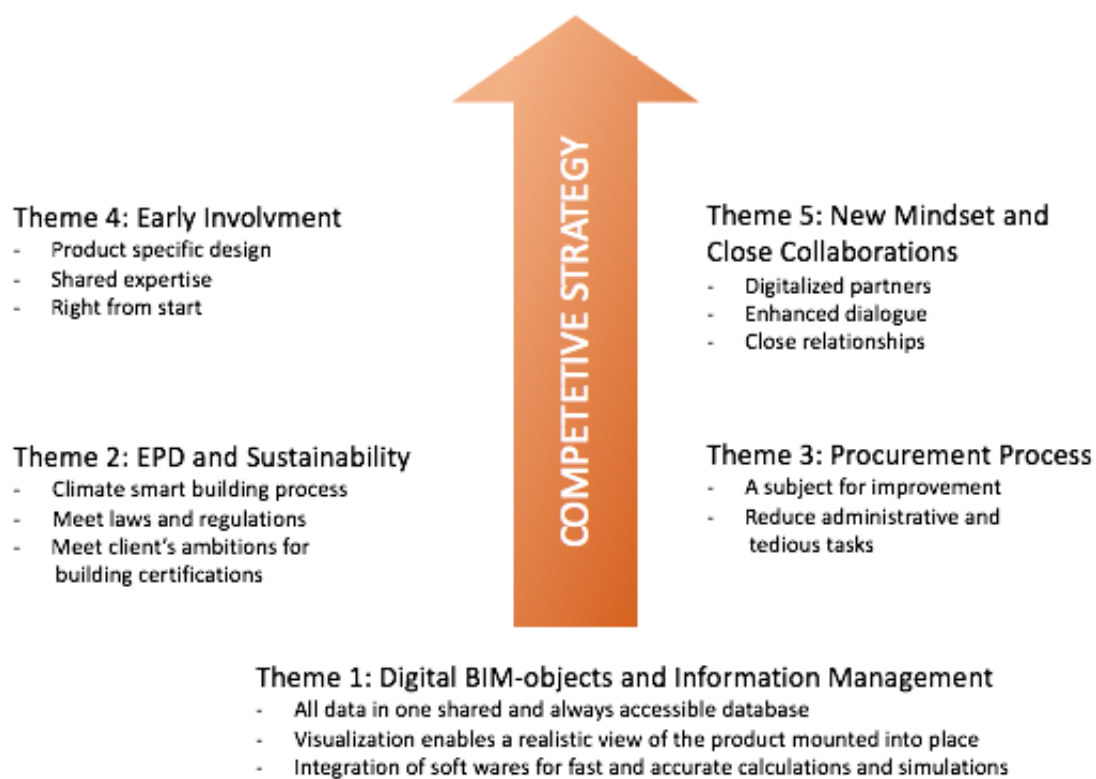 COMPETETIVE STRATEGY
Theme 4: Early Involvment
- Product specific design
- Shared expertise
- Right from start
Theme 5: New Mindset and
Close Collaborations
- Digitalized partners
- Enhanced dialogue
- Close relationships
Theme 2: EPD and Sustainability
- Climate smart building process
- Meet laws and regulations
- Meet client's ambitions for
building certifications
Theme 3: Procurement Process
- A subject for improvement
- Reduce administrative and
tedious tasks
Theme 1: Digital BIM-objects and Information Management
- All data in one shared and always accessible database
- Visualization enables a realistic view of the product mounted into place
- Integration of soft wares for fast and accurate calculations and simulations